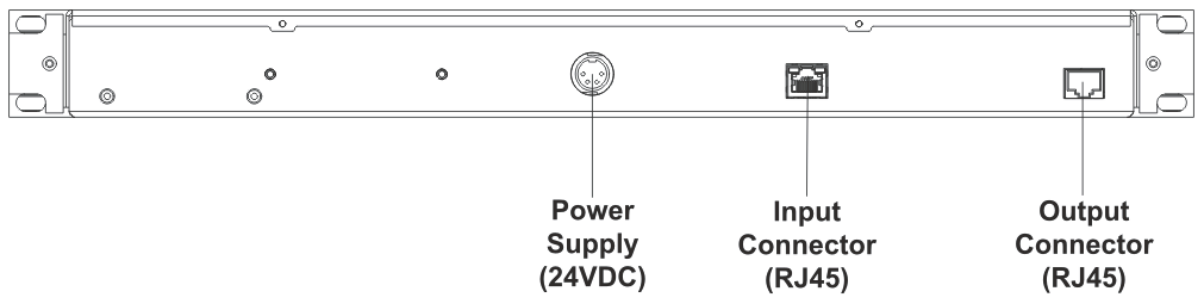 Power
Supply
(24VDC)
Input
Connector
(RJ45)
Output
Connector
(RJ45)